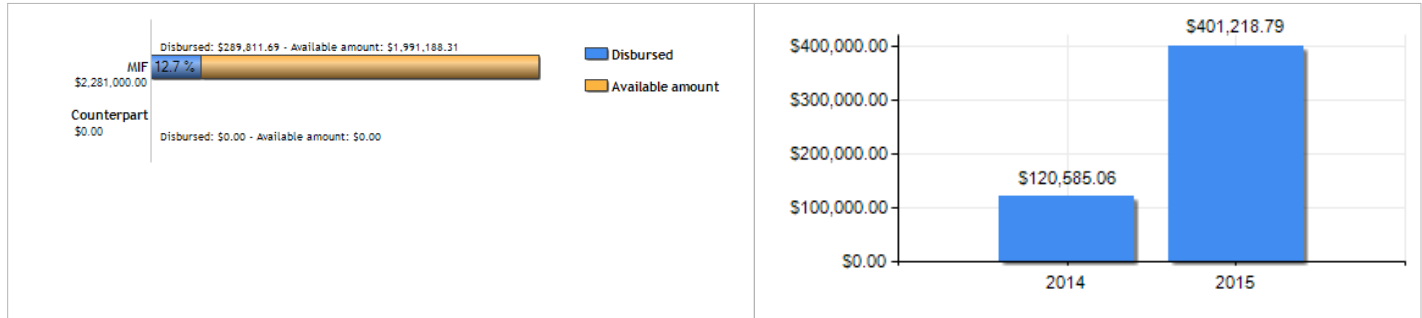 Disbursed: $289,811.69 - Available amount: $1,991,188.31
MIF
$2,281,000.00
12.7 %
Counterpart
$0.00
Disbursed: $0.00 - Available amount: $0.00
Disbursed
Available amount
$400,000.00
$300,000.00
$200,000.00
$100,000.00
$0.00
$120,585.06
$401,218.79
2014
2015